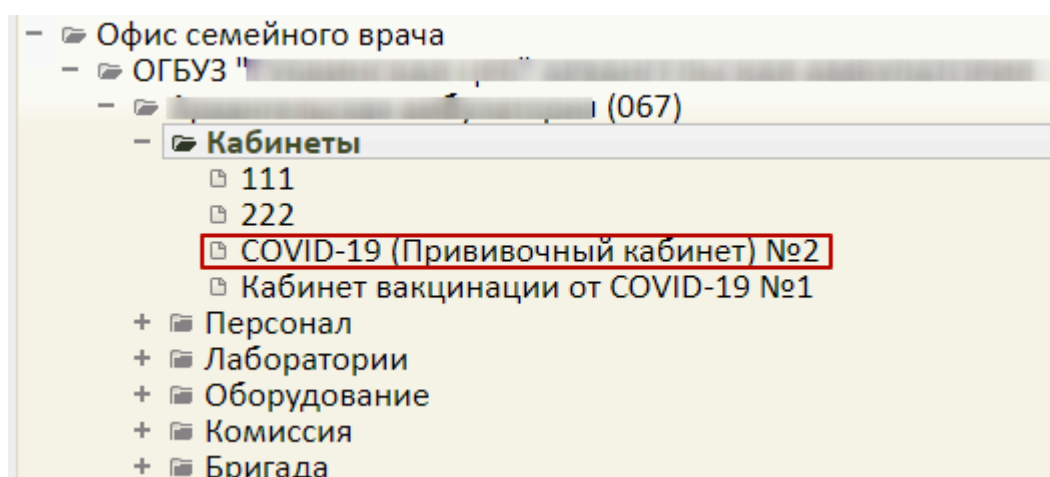 Офис семейного врача
ОГБУЗ "
(067)
Кабинеты
111
222
COVID-19 (Прививочный кабинет) №2
Кабинет вакцинации от COVID-19 №1
Персонал
Лаборатории
Оборудование
Комиссия
Бригада